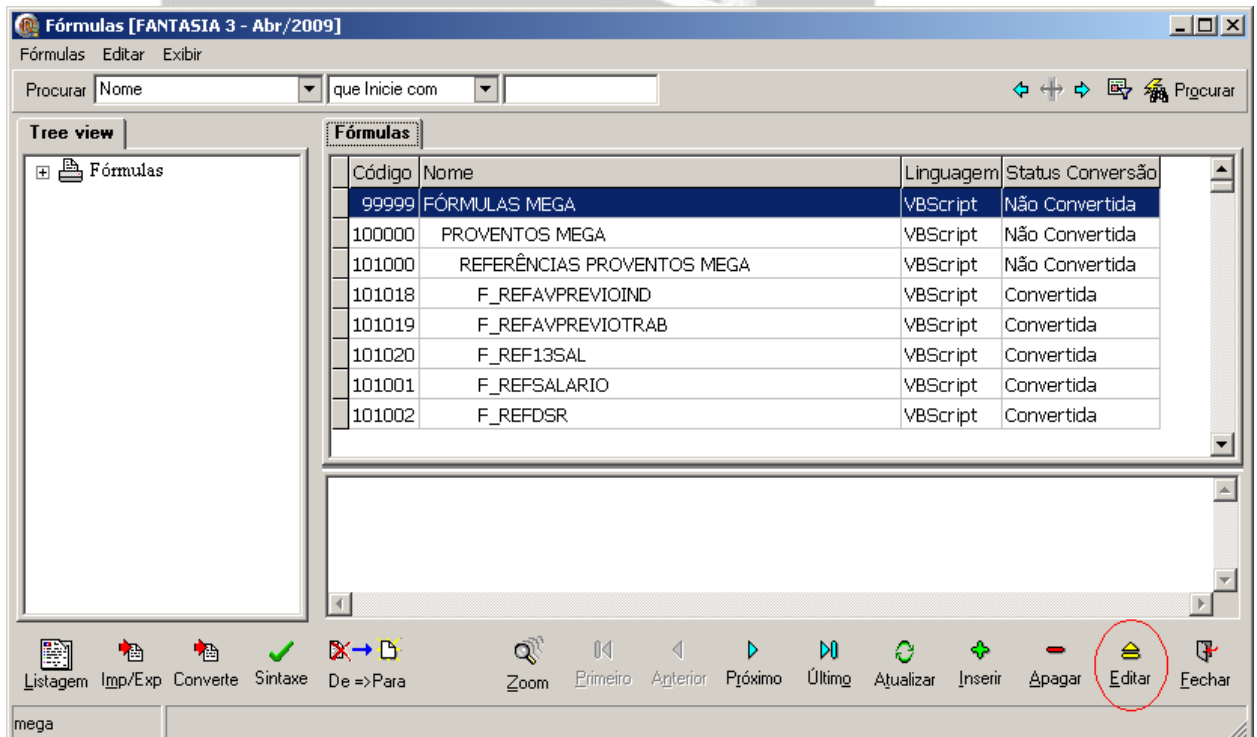 Fórmulas [FANTASIA 3 - Abr/2009]
Fórmulas Editar Exibir
Procurar Nome que Inicie com Procurar
Tree view Fórmulas
Fórmulas
Código Nome Linguagem Status Conversão
99999 FÓRMULAS MEGA VBScript Não Convertida
100000 PROVENTOS MEGA VBScript Não Convertida
101000 REFERÊNCIAS PROVENTOS MEGA VBScript Não Convertida
101018 F_REFAVPREVIOIND VBScript Convertida
101019 F_REFAVPREVIOTRAB VBScript Convertida
101020 F_REF13SAL VBScript Convertida
101001 F_REFSALARIO VBScript Convertida
101002 F_REFDSR VBScript Convertida
Listagem Imp/Exp Converte Sintaxe De =>Para Zoom Primeiro Anterior Próximo Último Atualizar Inserir Apagar Editar Fechar
mega